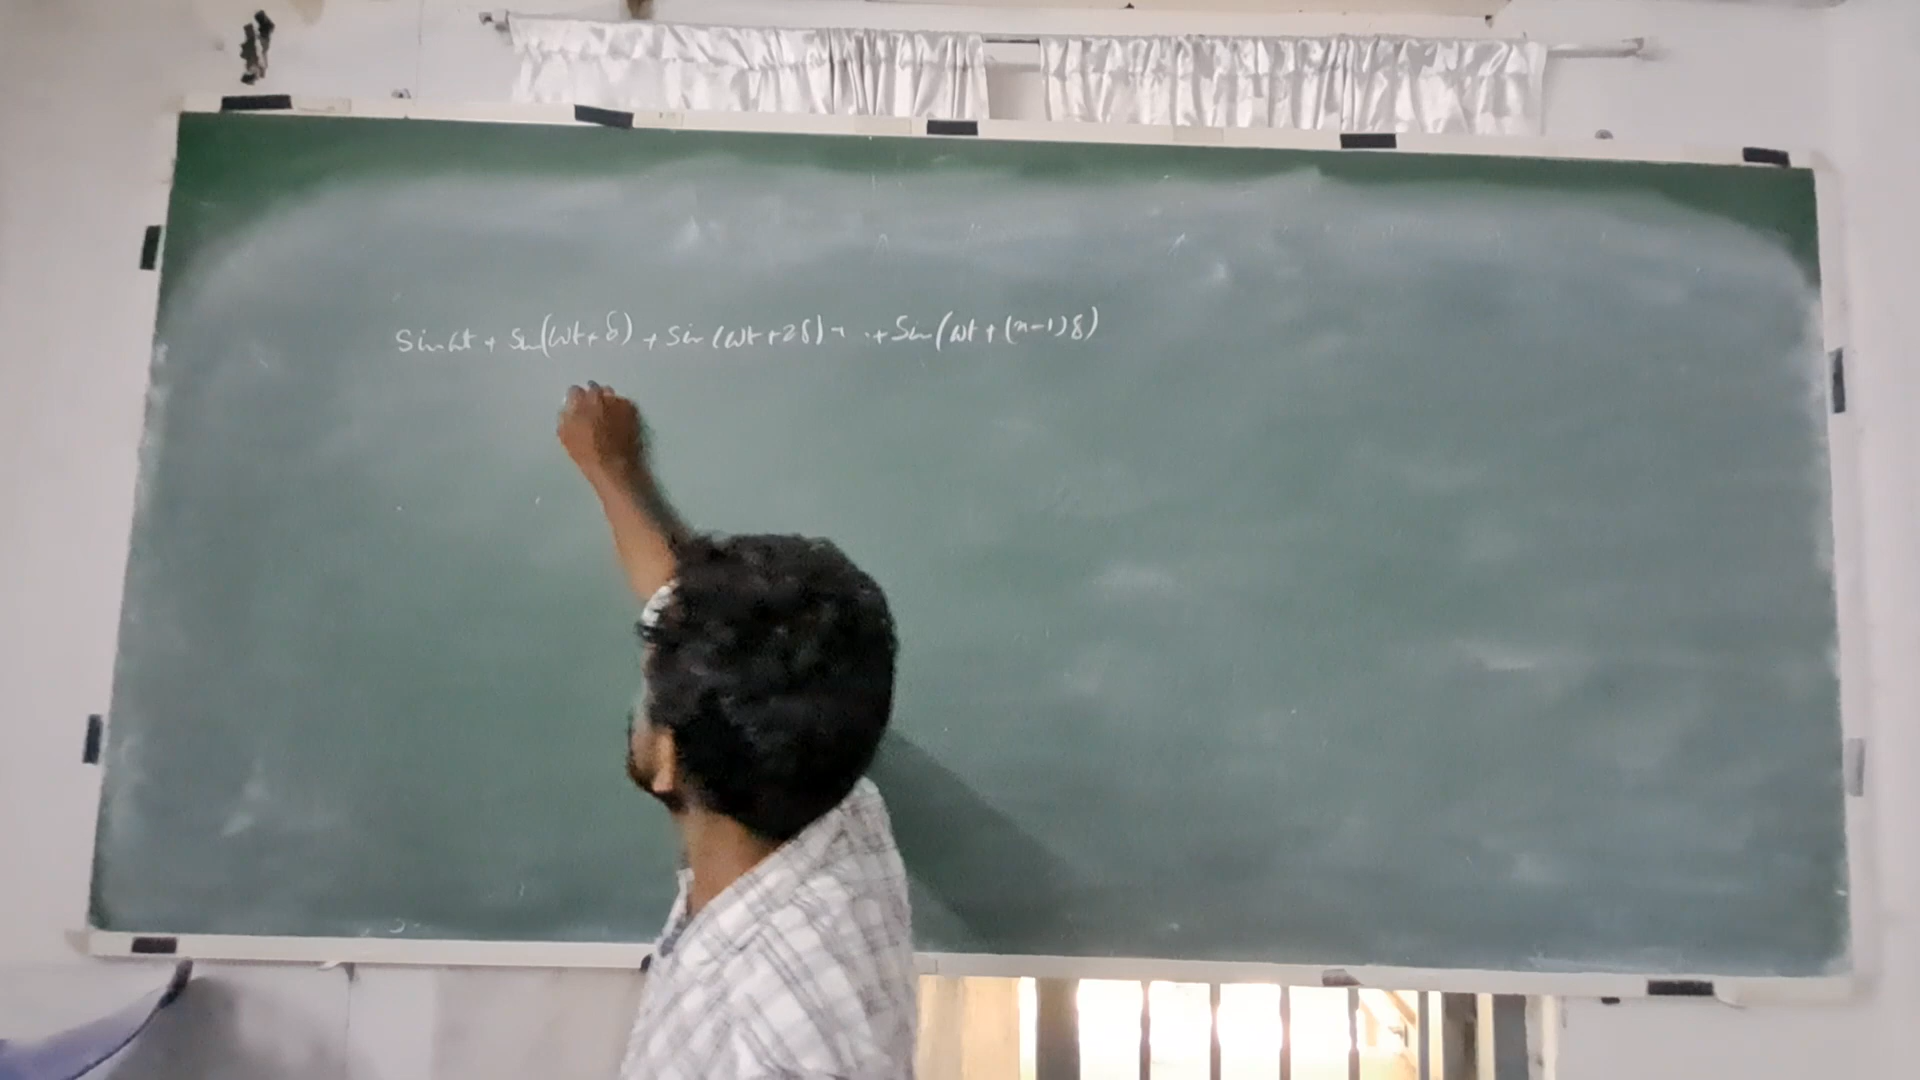 Sin ωt + Sin(ωt+δ) + Sin (ωt+2δ) + ..+ Sin(ωt + (n-1)δ)